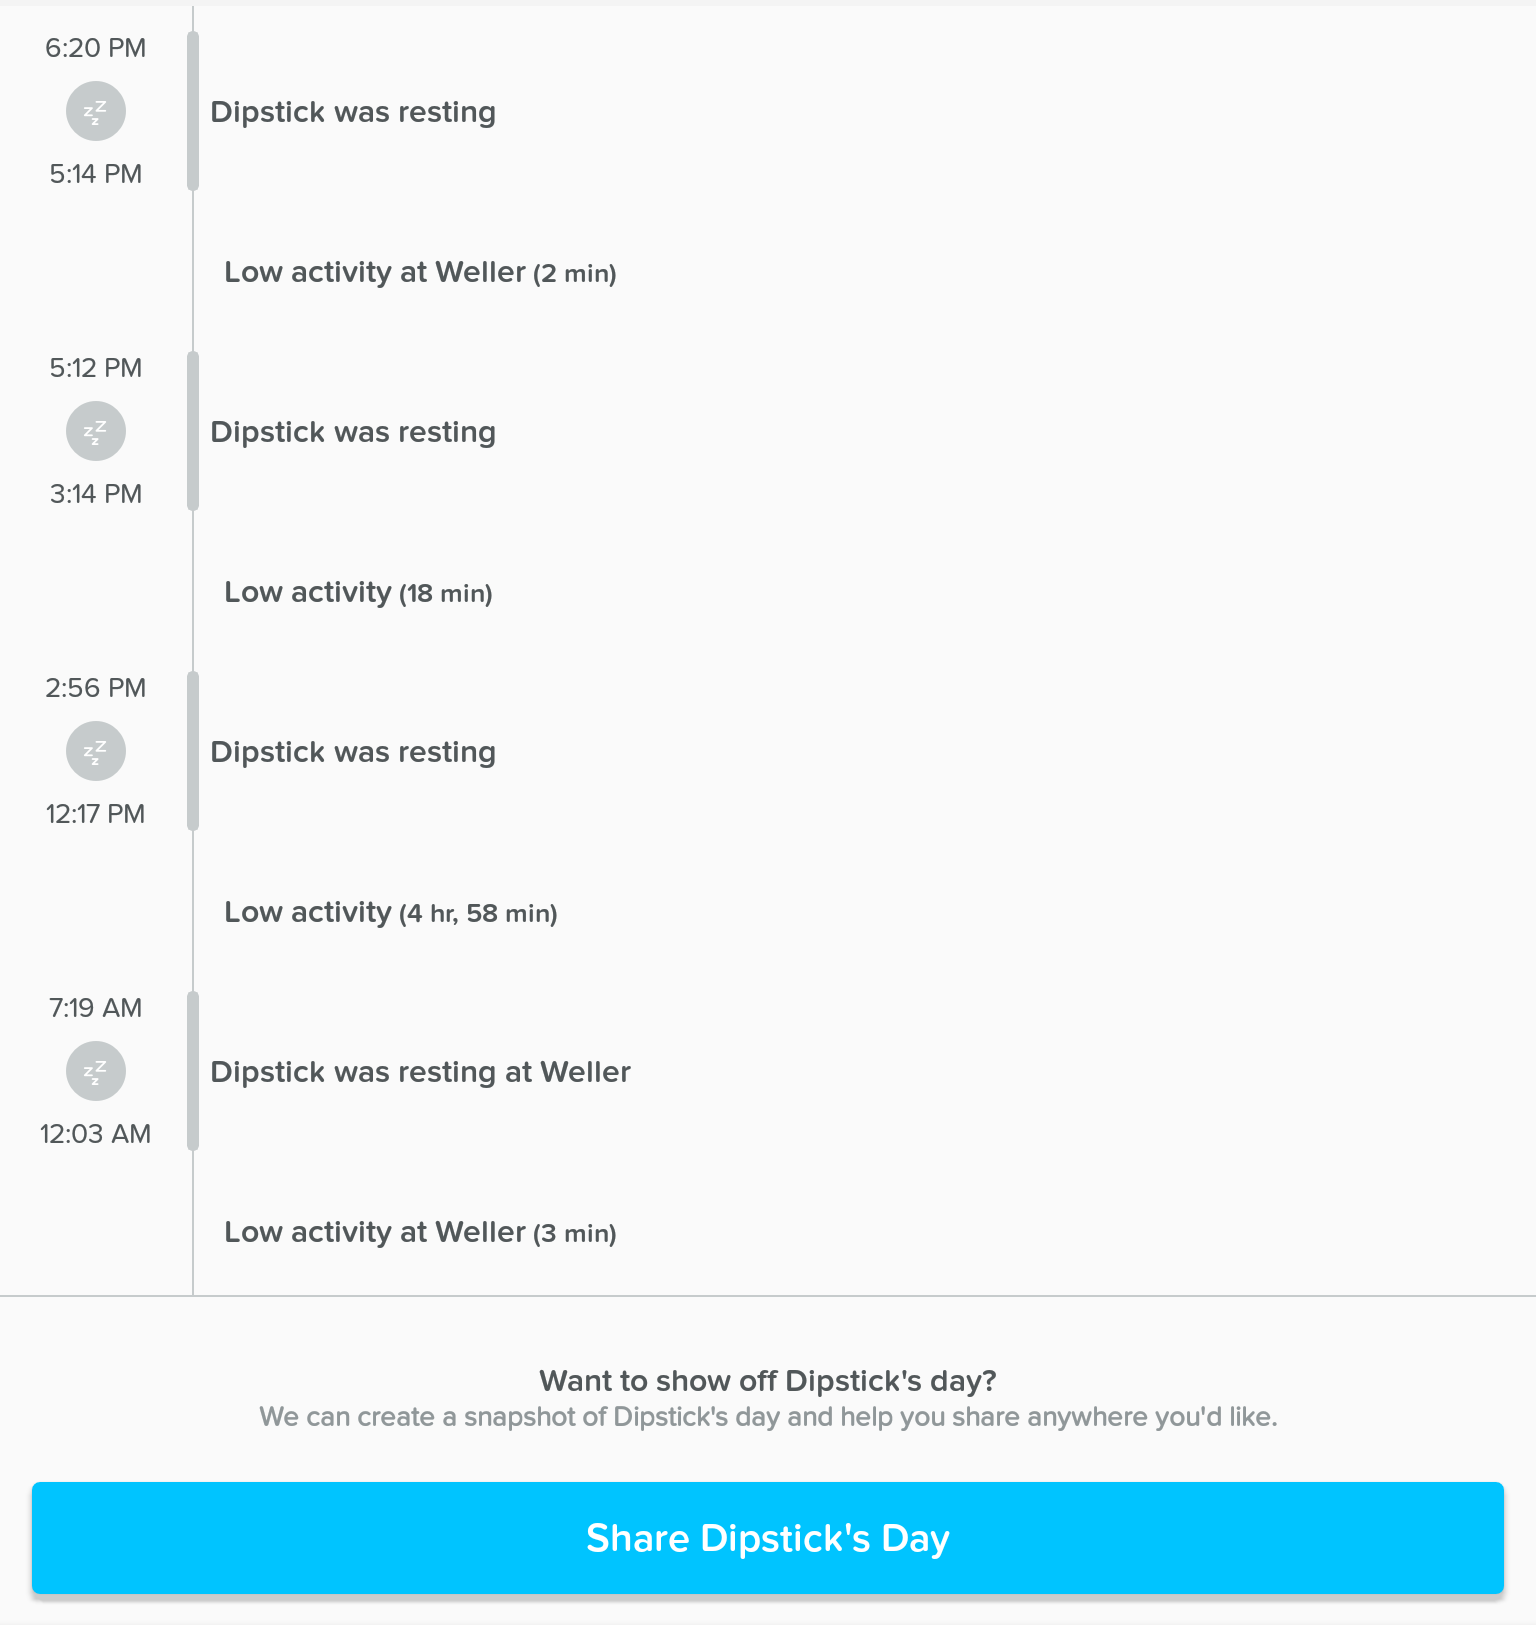 6:20 PM
zzz
Dipstick was resting
5:14 PM
Low activity at Weller (2 min)
5:12 PM
zzz
Dipstick was resting
3:14 PM
Low activity (18 min)
2:56 PM
zzz
Dipstick was resting
12:17 PM
Low activity (4 hr, 58 min)
7:19 AM
zzz
Dipstick was resting at Weller
12:03 AM
Low activity at Weller (3 min)
Want to show off Dipstick's day?
We can create a snapshot of Dipstick's day and help you share anywhere you'd like.
Share Dipstick's Day